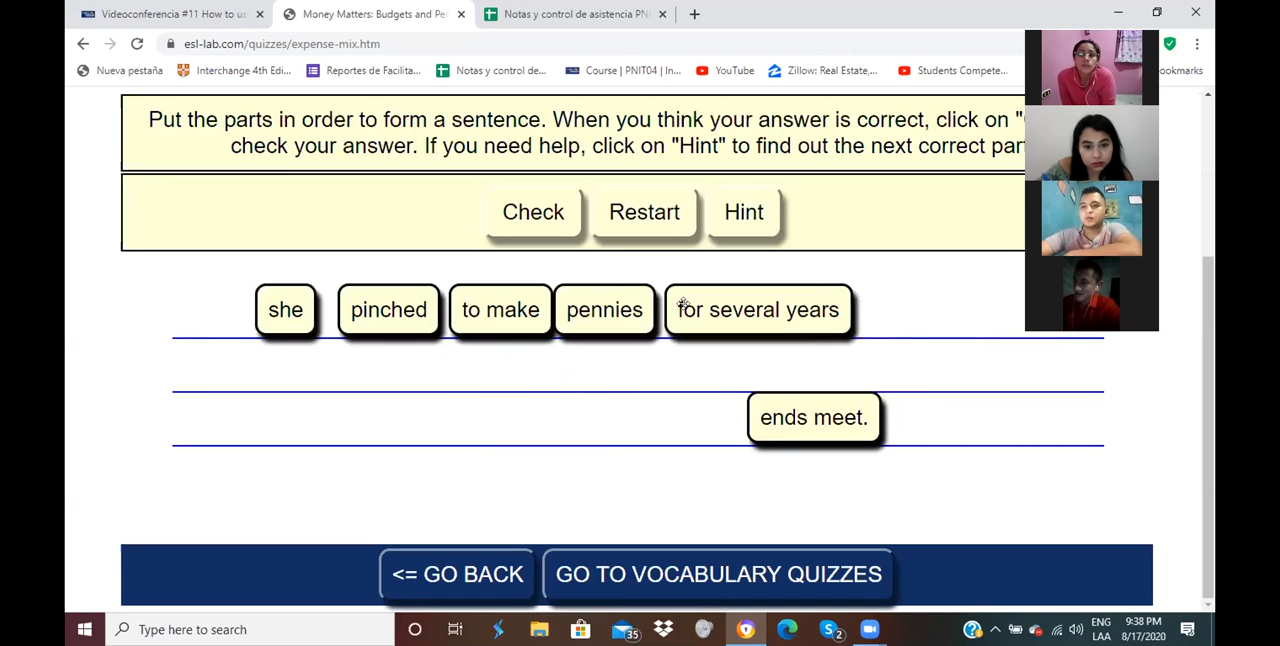 Videoconferencia #11 How to us
Money Matters: Budgets and Per
Notas y control de asistencia PNI
esl-lab.com/quizzes/expense-mix.htm
Nueva pestaña
Interchange 4th Edi...
Reportes de Facilita...
Notas y control de...
Course | PNIT04 | In...
YouTube
Zillow: Real Estate,...
Students Compete...
ookmarks
Put the parts in order to form a sentence. When you think your answer is correct, click on "
check your answer. If you need help, click on "Hint" to find out the next correct part
Check Restart Hint
she pinched to make pennies for several years
ends meet.
<= GO BACK GO TO VOCABULARY QUIZZES
Type here to search
35
2
ENG
LAA
9:38 PM
8/17/2020